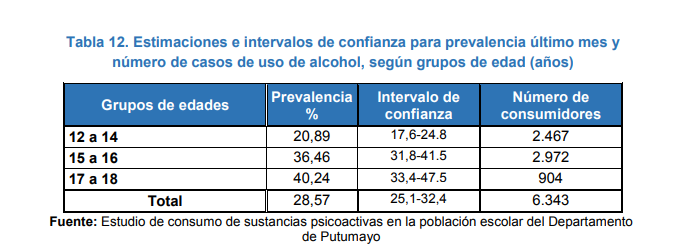 Tabla 12. Estimaciones e intervalos de confianza para prevalencia último mes y
número de casos de uso de alcohol, según grupos de edad (años)
Grupos de edades Prevalencia % Intervalo de confianza Número de consumidores
12 a 14 20,89 17,6-24.8 2.467
15 a 16 36,46 31,8-41.5 2.972
17 a 18 40,24 33,4-47.5 904
Total 28,57 25,1-32,4 6.343
Fuente: Estudio de consumo de sustancias psicoactivas en la población escolar del Departamento
de Putumayo